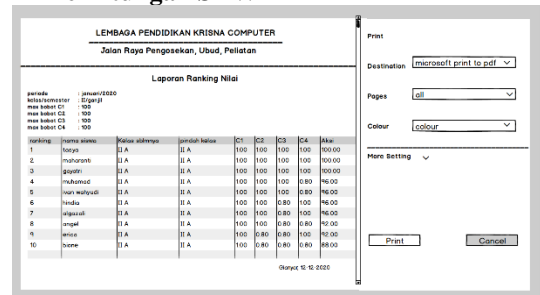 LEMBAGA PENDIDIKAN KRISNA COMPUTER
Jalan Raya Pengosekan, Ubud,
Peliatan
Laporan Ranking Nilai
periode : januari/2020
kelas/semester : II/ganjil
max bobot C1 : 100
max bobot C2 : 100
max bobot C3 : 100
max bobot C4 : 100
ranking nama siswa Kelas sblmnya pindah kelas C1 C2 C3 C4 Akai
1 tasya II A II A 100 100 100 100 100.00
2 maharanti II A II A 100 100 100 100 100.00
3 gayatri II A II A 100 100 100 100 100.00
4 muhamad II A II A 100 100 100 0.80 96.00
5 ivan wahyudi II A II A 100 100 100 0.80 96.00
6 hindia II A II A 100 100 0.80 100 96.00
7 algazali II A II A 100 100 0.80 100 96.00
8 angel II A II A 100 100 0.80 0.80 92.00
9 erica II A II A 100 0.80 0.80 100 92.00
10 biane II A II A 100 0.80 0.80 0.80 88.00
Gianyar, 12-12-2020
Print
Destination microsoft print to pdf
Pages all
Colour colour
More Setting
Print Cancel